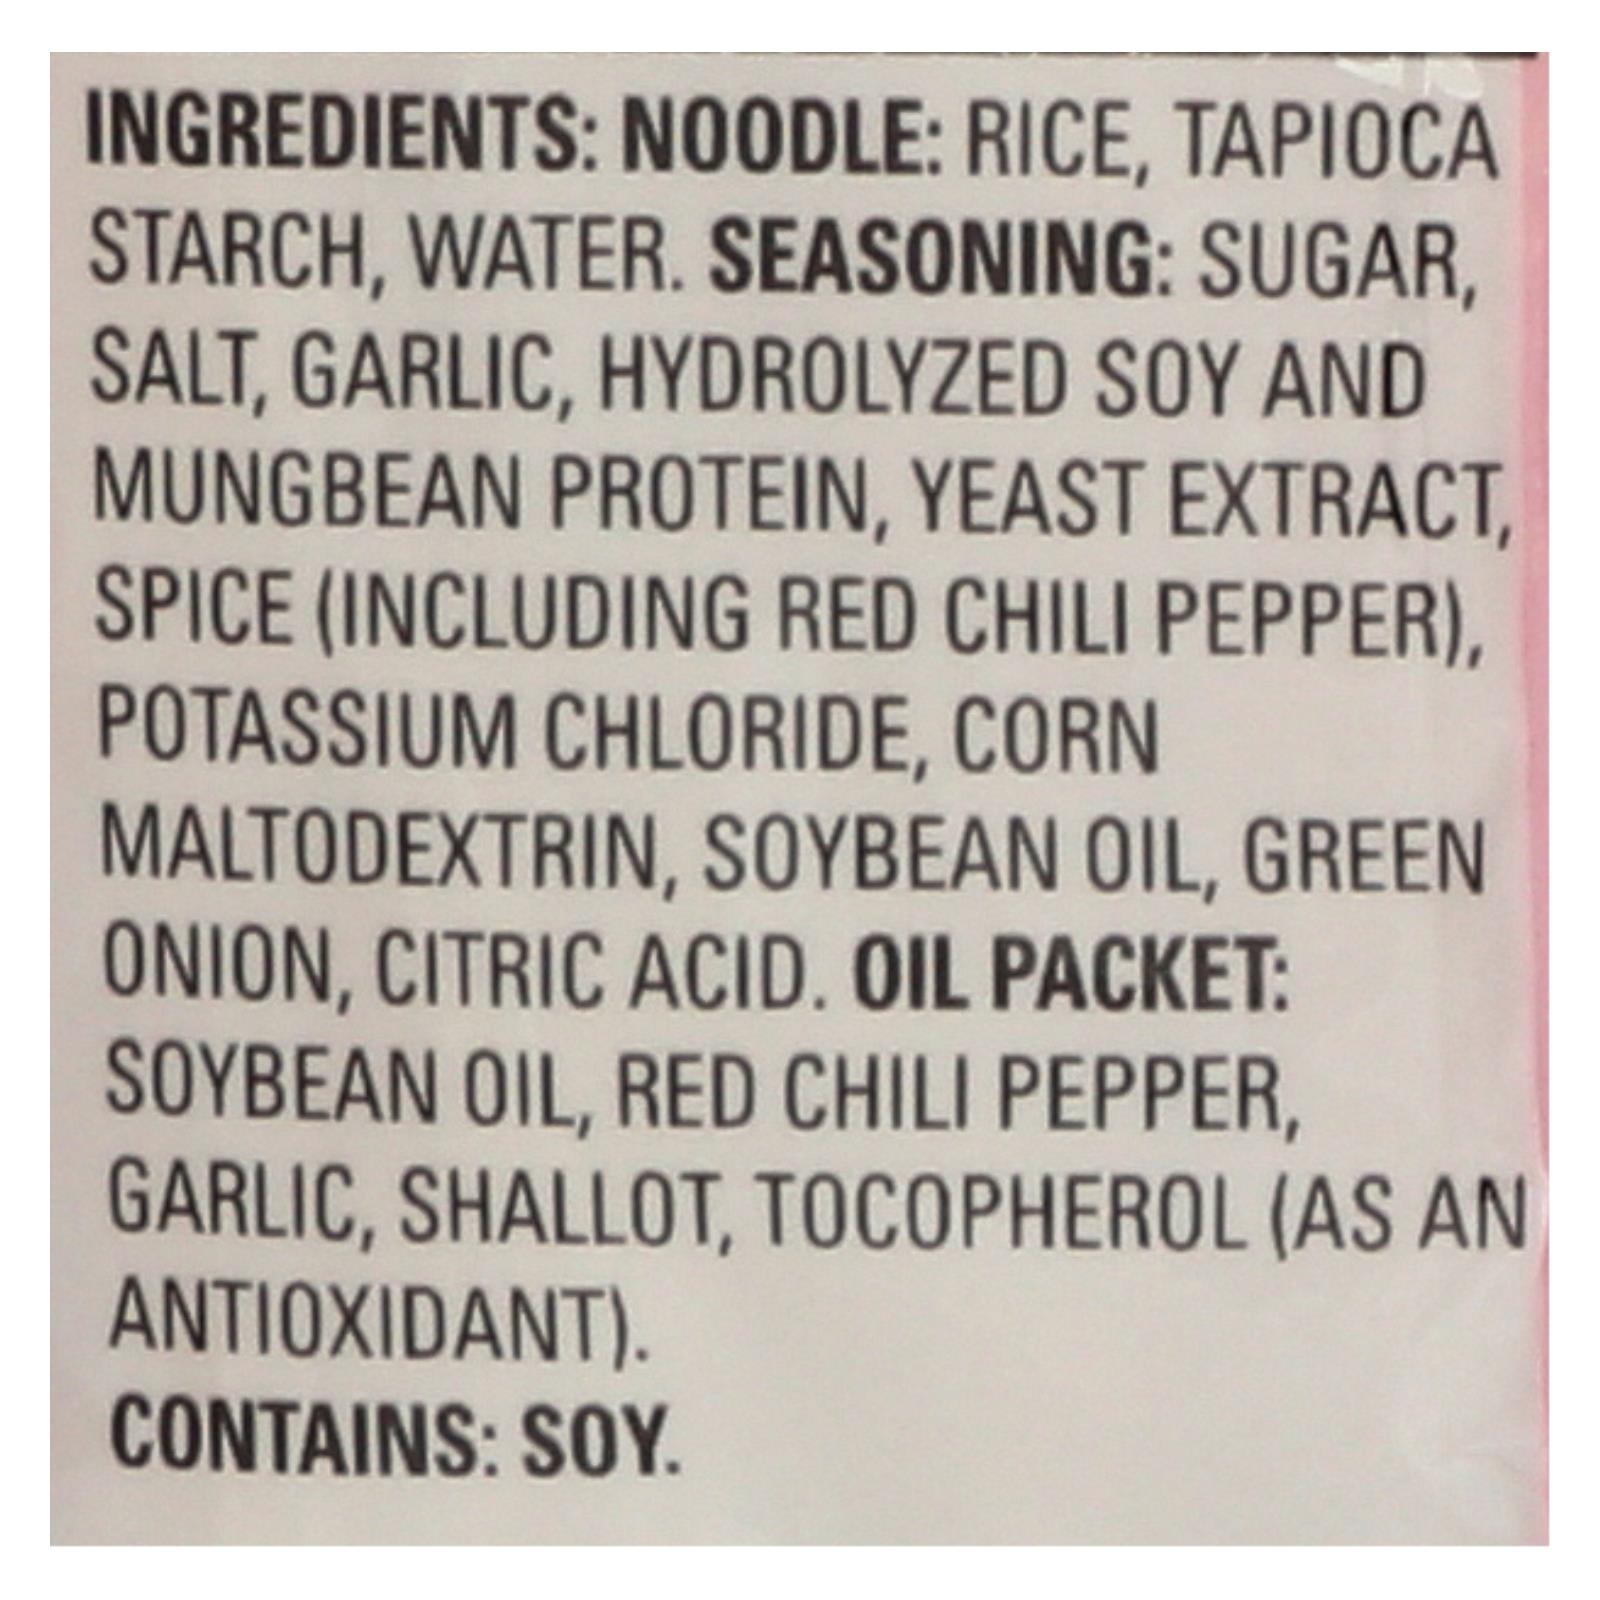 INGREDIENTS: NOODLE: RICE, TAPIOCA
STARCH, WATER. SEASONING: SUGAR,
SALT, GARLIC, HYDROLYZED SOY AND
MUNGBEAN PROTEIN, YEAST EXTRACT,
SPICE (INCLUDING RED CHILI PEPPER),
POTASSIUM CHLORIDE, CORN
MALTODEXTRIN, SOYBEAN OIL, GREEN
ONION, CITRIC ACID. OIL PACKET:
SOYBEAN OIL, RED CHILI PEPPER,
GARLIC, SHALLOT, TOCOPHEROL (AS AN
ANTIOXIDANT).
CONTAINS: SOY.